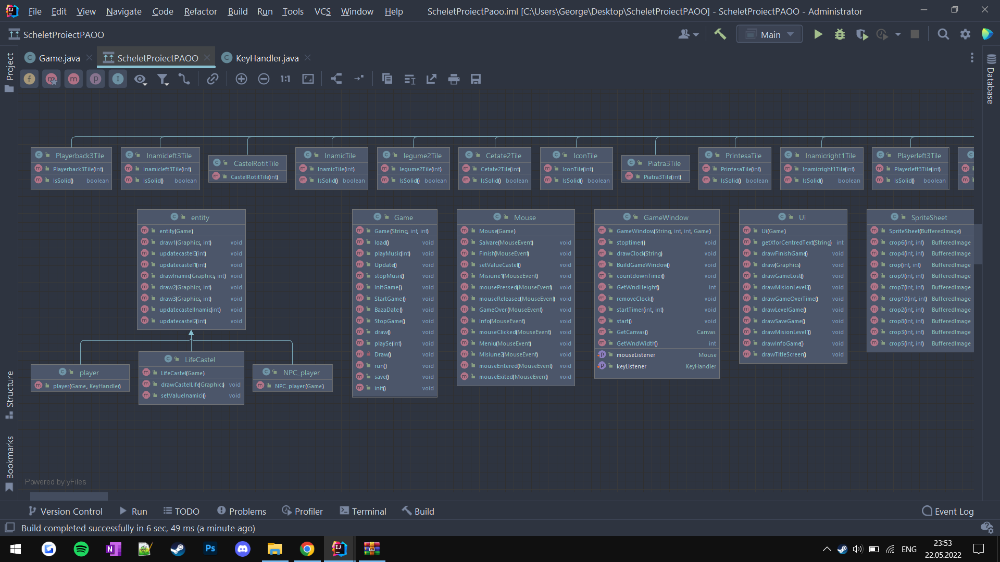 File Edit View Navigate Code Refactor Build Run Tools VCS Window Help ScheletProiectPaoo.iml [C:\Users\George\Desktop\ScheletProiectPAOO] - ScheletProiectPAOO - Administrator
ScheletProiectPAOO Main
Game.java ScheletProiectPAOO KeyHandler.java
Project
Database
Structure
Bookmarks
f m m p I 1:1
Playerback3Tile
Playerback3Tile(int)
IsSolid() boolean
Inamicleft3Tile
Inamicleft3Tile(int)
IsSolid() boolean
CastelRotitTile
CastelRotitTile(int)
InamicTile
InamicTile(int)
IsSolid() boolean
legume2Tile
legume2Tile(int)
IsSolid() boolean
Cetate2Tile
Cetate2Tile(int)
IsSolid() boolean
IconTile
IconTile(int)
IsSolid() boolean
Piatra3Tile
Piatra3Tile(int)
PrintesaTile
PrintesaTile(int)
IsSolid() boolean
Inamicright1Tile
Inamicright1Tile(int)
IsSolid() boolean
Playerleft3Tile
Playerleft3Tile(int)
IsSolid() boolean
entity
entity(Game)
draw1(Graphics, int) void
updatecastel3(int) void
updatecastel1(int) void
drawInamic(Graphics, int) void
draw2(Graphics, int) void
draw3(Graphics, int) void
updatecastelInamic(int) void
updatecastel2(int) void
player
player(Game, KeyHandler)
LifeCastel
LifeCastel(Game)
drawCastelLife(Graphics) void
setValueInamici() void
NPC_player
NPC_player(Game)
Game
Game(String, int, int)
load() void
playMusic(int) void
Update() void
stopMusic() void
InitGame() void
StartGame() void
BazaDate() void
StopGame() void
draw() void
playSe(int) void
Draw() void
run() void
save() void
init() void
Mouse
Mouse(Game)
Salvare(MouseEvent) void
Finish(MouseEvent) void
setValueCastel() void
Misiune1(MouseEvent) void
mousePressed(MouseEvent) void
mouseReleased(MouseEvent) void
GameOver(MouseEvent) void
Info(MouseEvent) void
mouseClicked(MouseEvent) void
Meniu(MouseEvent) void
Misiune2(MouseEvent) void
mouseEntered(MouseEvent) void
mouseExited(MouseEvent) void
GameWindow
GameWindow(String, int, int, Game)
stoptimer() void
drawClock(String) void
BuildGameWindow() void
countdownTimer() void
GetWndHeight() int
removeClock() void
startTimer(int, int) void
start() void
GetCanvas() Canvas
GetWndWidth() int
mouseListener Mouse
keyListener KeyHandler
Ui
Ui(Game)
getXforCentredText(String) int
drawFinishGame() void
draw(Graphics) void
drawGameLost() void
drawMisionLevel2() void
drawGameOverTime() void
drawLevelGame() void
drawSaveGame() void
drawMisionLevel1() void
drawInfoGame() void
drawTitleScreen() void
SpriteSheet
SpriteSheet(BufferedImage)
crop6(int, int) BufferedImage
crop4(int, int) BufferedImage
crop(int, int) BufferedImage
crop9(int, int) BufferedImage
crop7(int, int) BufferedImage
crop10(int, int) BufferedImage
crop2(int, int) BufferedImage
crop8(int, int) BufferedImage
crop3(int, int) BufferedImage
crop5(int, int) BufferedImage
Powered by yFiles
Version Control Run TODO Problems Profiler Terminal Build Event Log
Build completed successfully in 6 sec, 49 ms (a minute ago)
ENG
23:53
22.05.2022